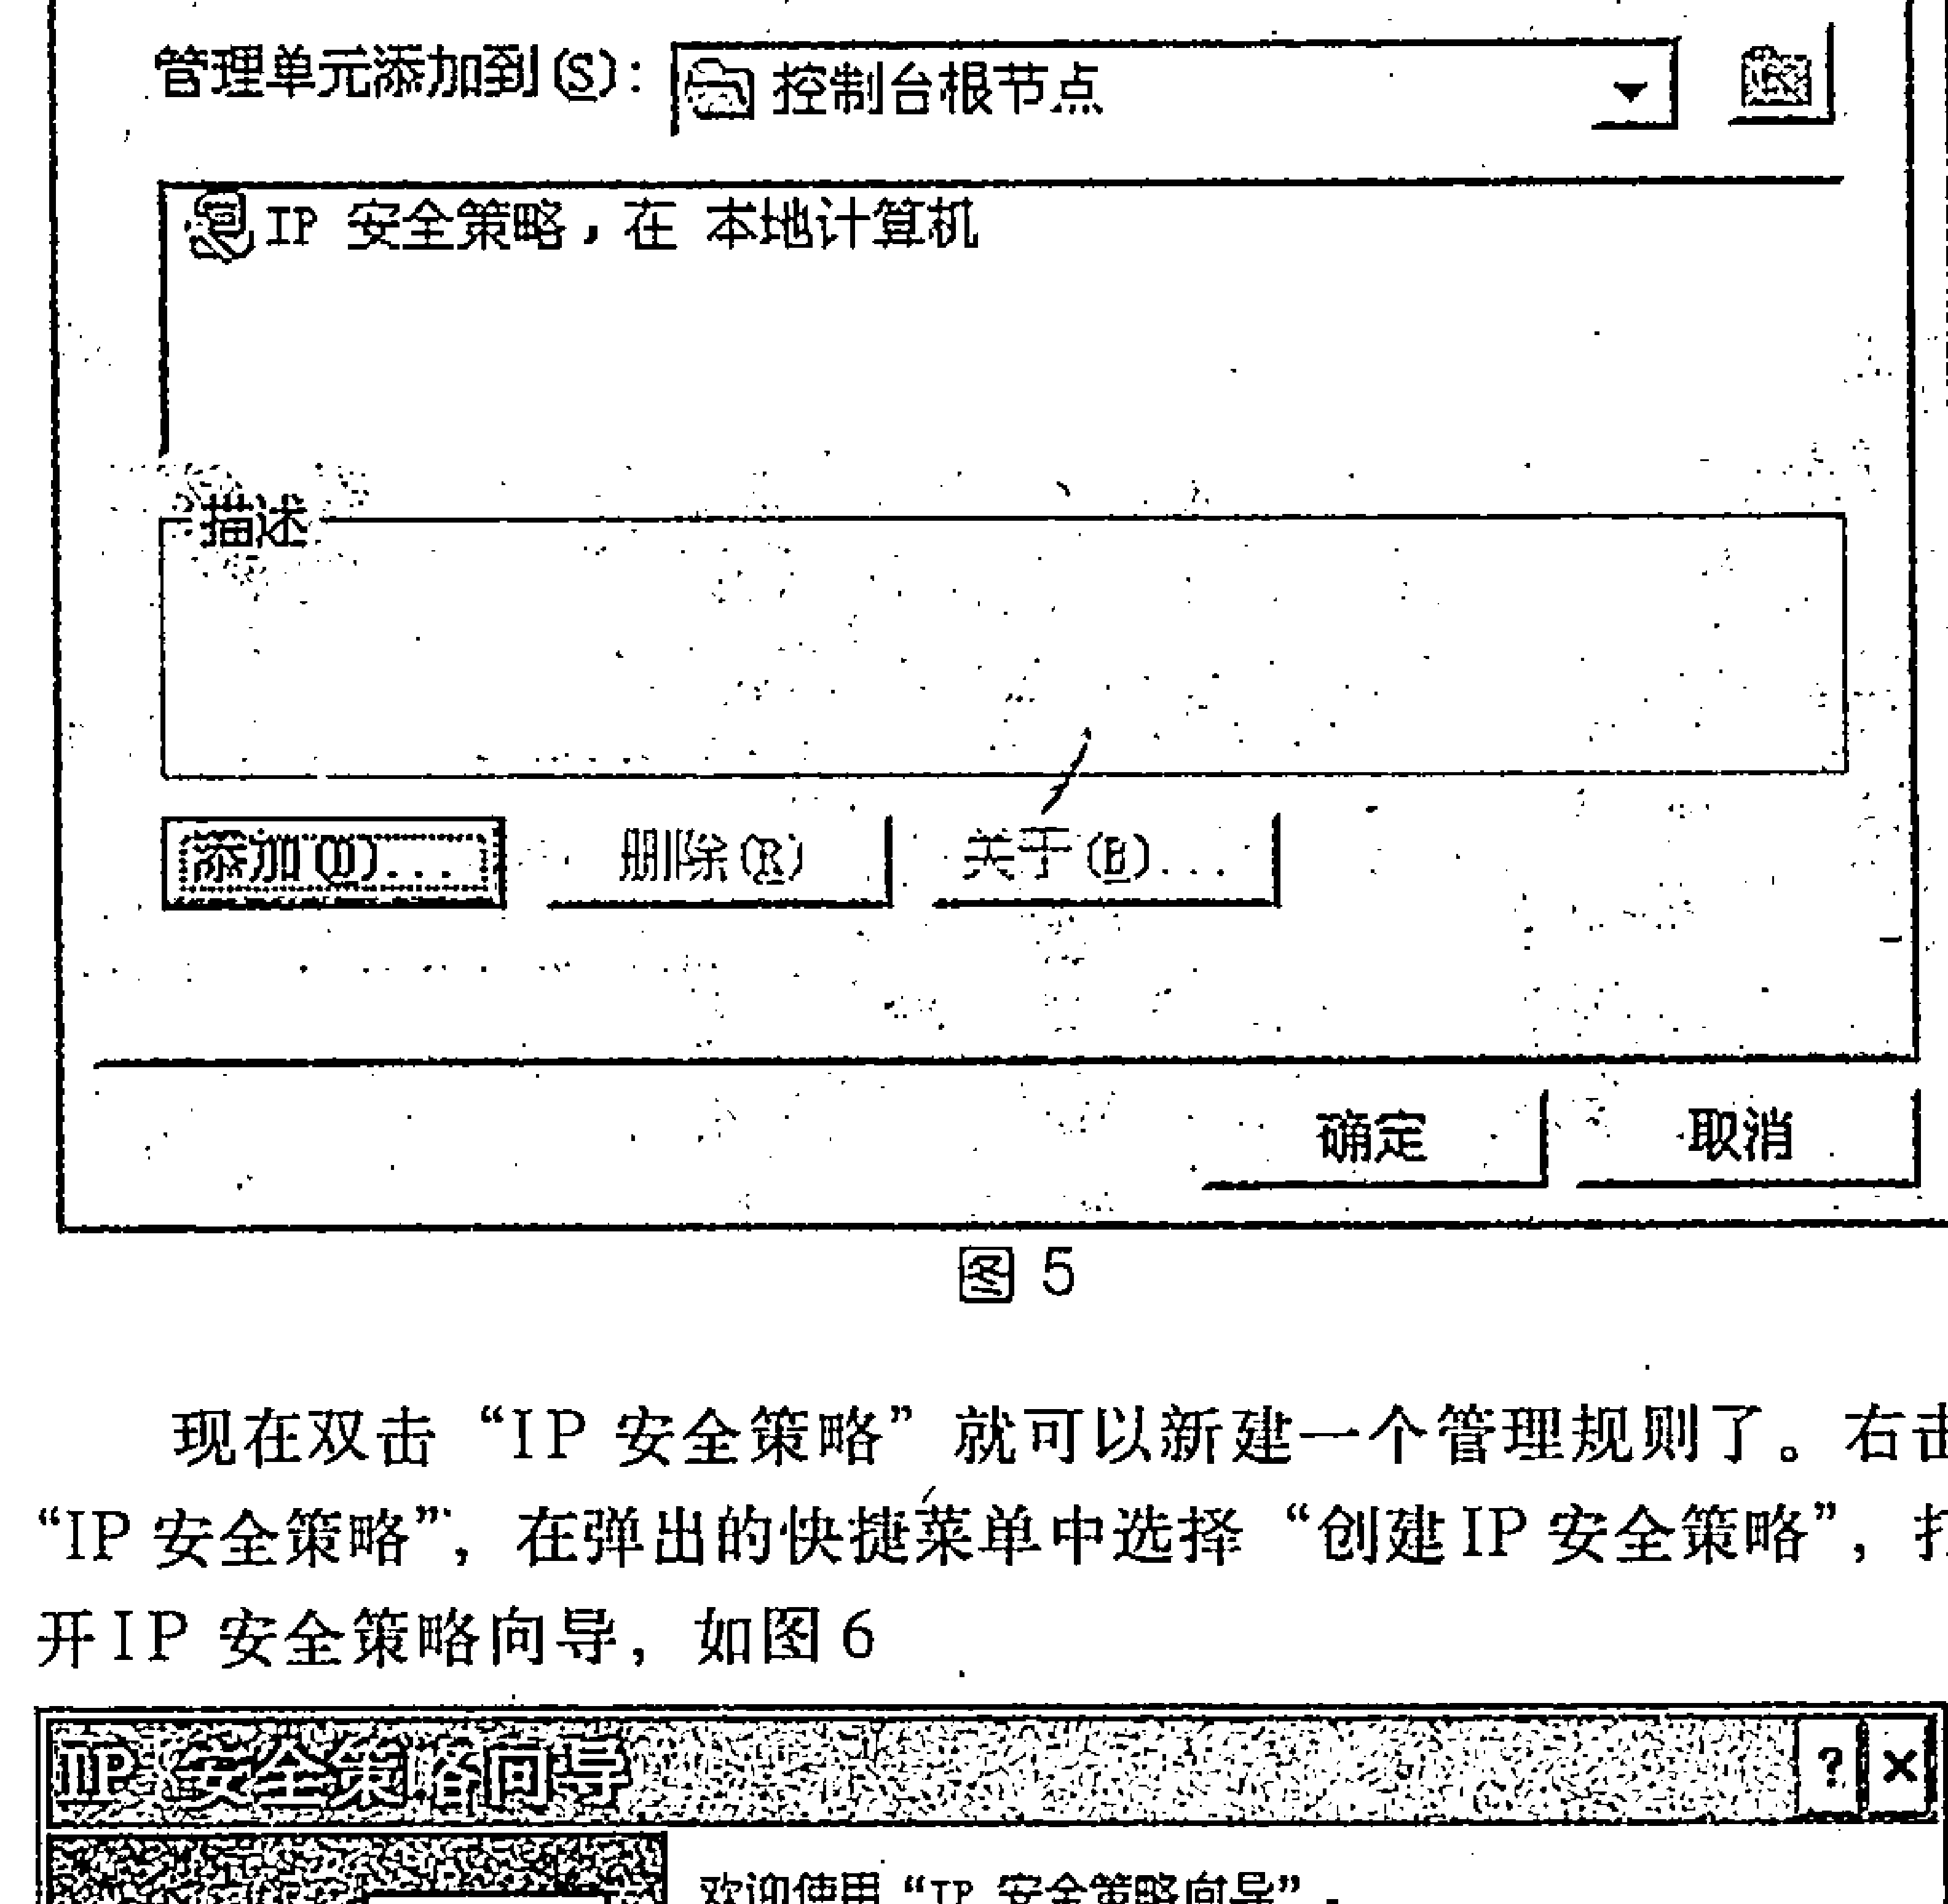 管理单元添加到(S): 控制台根节点
IP 安全策略，在 本地计算机
描述
添加(D)... 删除(R) 关于(B)...
确定 取消
图 5
现在双击“IP 安全策略”就可以新建一个管理规则了。右击
“IP 安全策略”，在弹出的快捷菜单中选择“创建IP 安全策略”，打
开IP 安全策略向导，如图 6
IP 安全策略向导 ? ×
欢迎使用“IP 安全策略向导”。